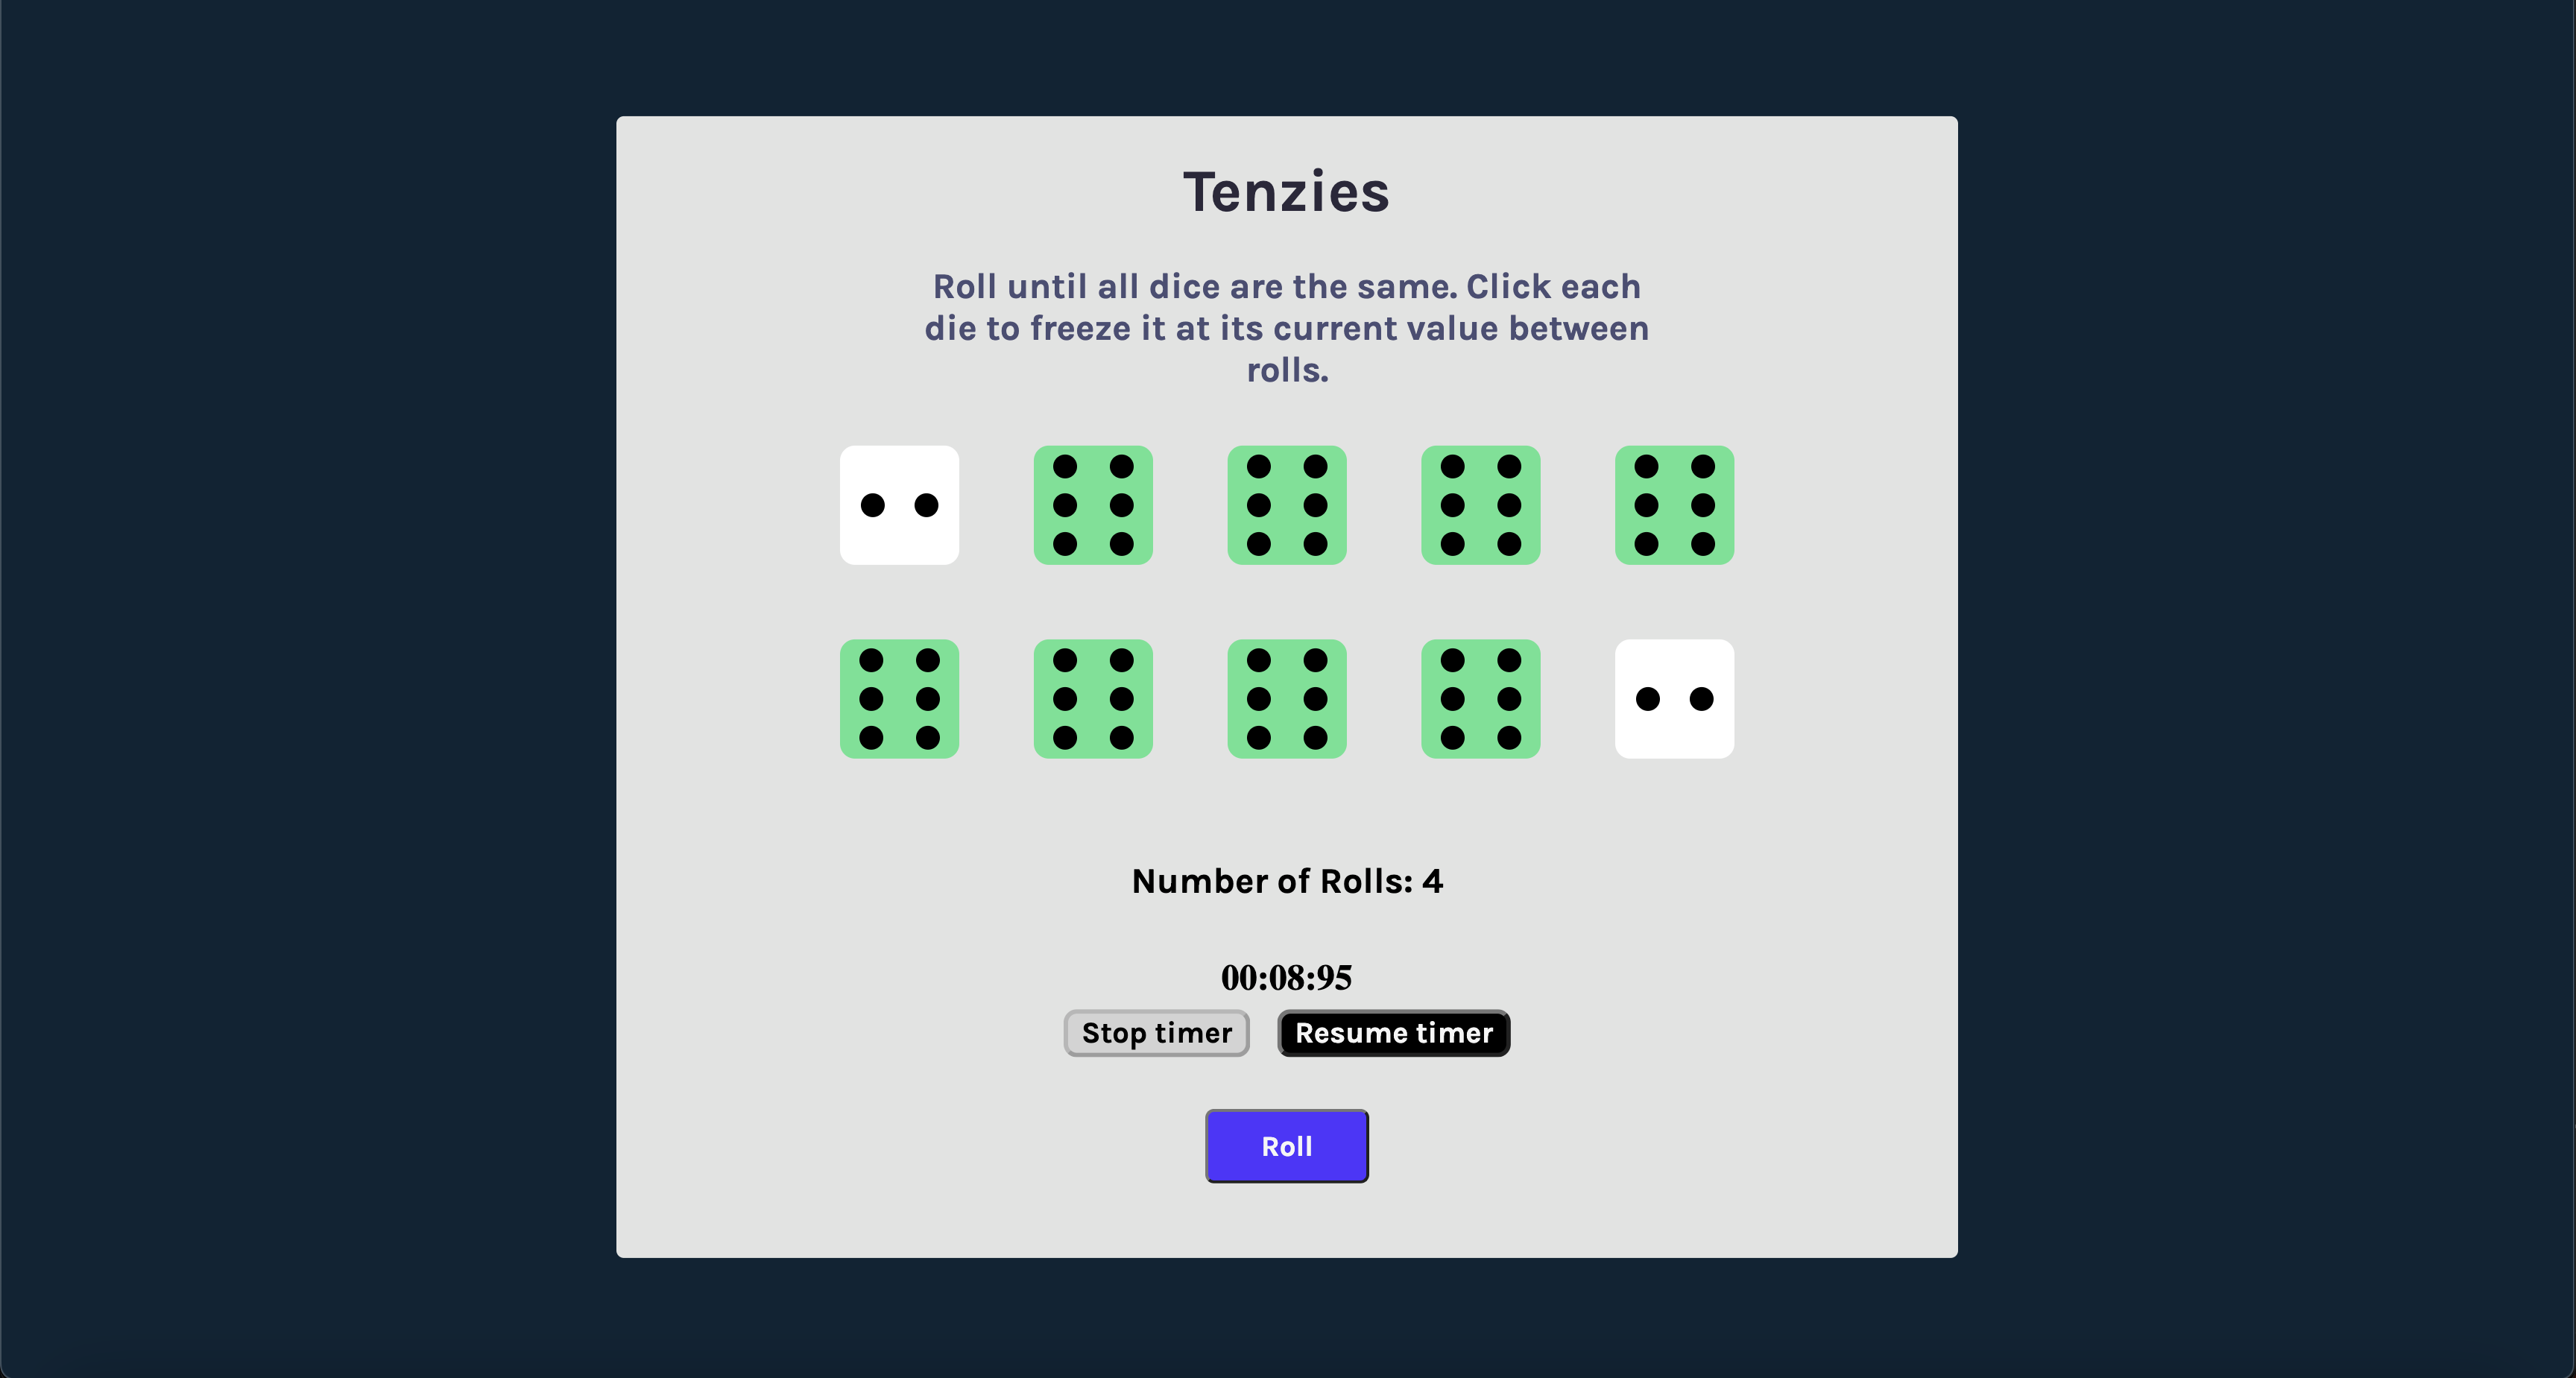 Tenzies
Roll until all dice are the same. Click each
die to freeze it at its current value between
rolls.
Number of Rolls: 4
00:08:95
Stop timer
Resume timer
Roll